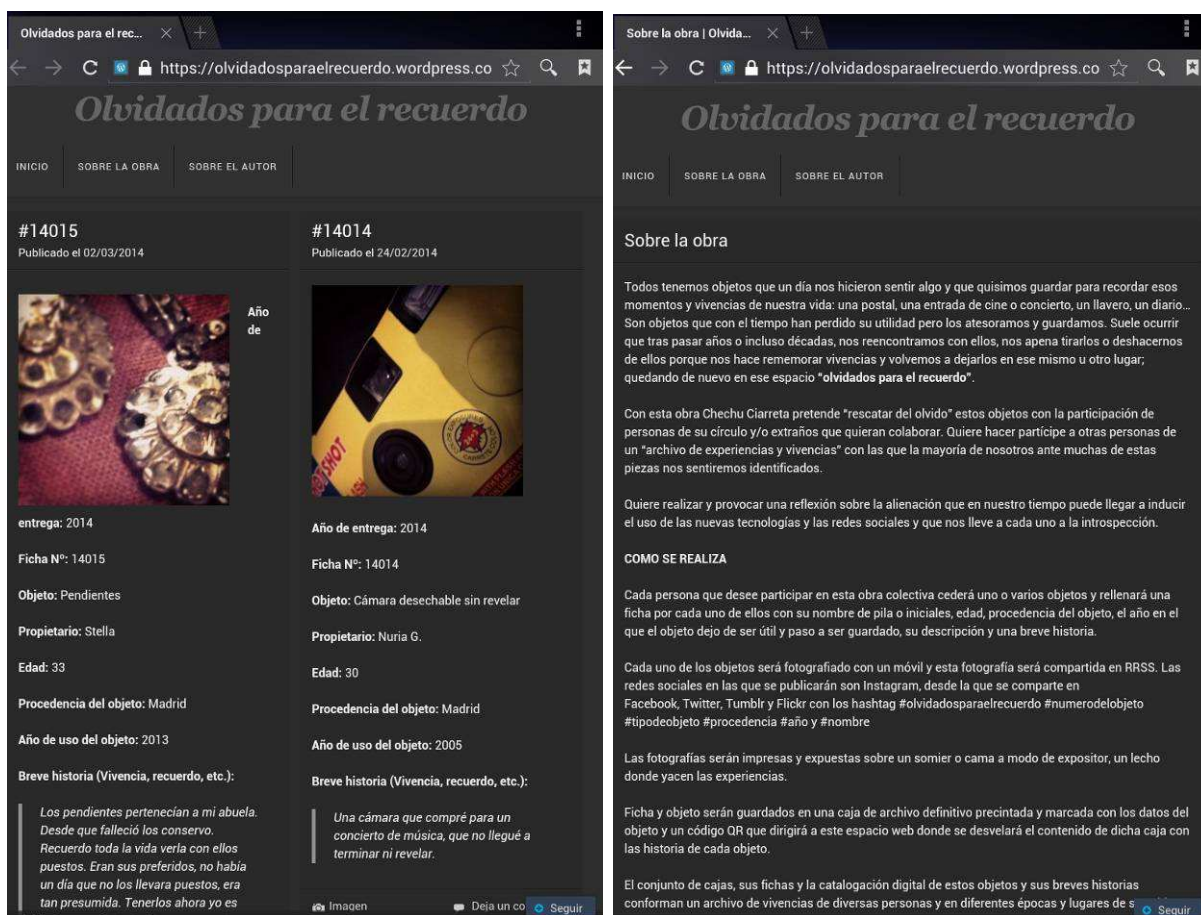 Olvidados para el rec...
https://olvidadosparaelrecuerdo.wordpress.co
Olvidados para el recuerdo
INICIO
SOBRE LA OBRA
SOBRE EL AUTOR
#14015
Publicado el 02/03/2014
Año
de
entrega: 2014
Ficha Nº: 14015
Objeto: Pendientes
Propietario: Stella
Edad: 33
Procedencia del objeto: Madrid
Año de uso del objeto: 2013
Breve historia (Vivencia, recuerdo, etc.):
Los pendientes pertenecían a mi abuela.
Desde que falleció los conservo.
Recuerdo toda la vida verla con ellos
puestos. Eran sus preferidos, no había
un día que no los llevara puestos, era
tan presumida. Tenerlos ahora yo es
#14014
Publicado el 24/02/2014
SHOT
Año de entrega: 2014
Ficha Nº: 14014
Objeto: Cámara desechable sin revelar
Propietario: Nuria G.
Edad: 30
Procedencia del objeto: Madrid
Año de uso del objeto: 2005
Breve historia (Vivencia, recuerdo, etc.):
Una cámara que compré para un
concierto de música, que no llegué a
terminar ni revelar.
Imagen
Deja un co
Seguir
Sobre la obra | Olvida...
https://olvidadosparaelrecuerdo.wordpress.co
Olvidados para el recuerdo
INICIO
SOBRE LA OBRA
SOBRE EL AUTOR
Sobre la obra
Todos tenemos objetos que un día nos hicieron sentir algo y que quisimos guardar para recordar esos
momentos y vivencias de nuestra vida: una postal, una entrada de cine o concierto, un llavero, un diario...
Son objetos que con el tiempo han perdido su utilidad pero los atesoramos y guardamos. Suele ocurrir
que tras pasar años o incluso décadas, nos reencontramos con ellos, nos apena tirarlos o deshacernos
de ellos porque nos hace rememorar vivencias y volvemos a dejarlos en ese mismo u otro lugar;
quedando de nuevo en ese espacio "olvidados para el recuerdo".
Con esta obra Chechu Ciarreta pretende "rescatar del olvido" estos objetos con la participación de
personas de su círculo y/o extraños que quieran colaborar. Quiere hacer partícipe a otras personas de
un "archivo de experiencias y vivencias" con las que la mayoría de nosotros ante muchas de estas
piezas nos sentiremos identificados.
Quiere realizar y provocar una reflexión sobre la alienación que en nuestro tiempo puede llegar a inducir
el uso de las nuevas tecnologías y las redes sociales y que nos lleve a cada uno a la introspección.
COMO SE REALIZA
Cada persona que desee participar en esta obra colectiva cederá uno o varios objetos y rellenará una
ficha por cada uno de ellos con su nombre de pila o iniciales, edad, procedencia del objeto, el año en el
que el objeto dejo de ser útil y paso a ser guardado, su descripción y una breve historia.
Cada uno de los objetos será fotografiado con un móvil y esta fotografía será compartida en RRSS. Las
redes sociales en las que se publicarán son Instagram, desde la que se comparte en
Facebook, Twitter, Tumblr y Flickr con los hashtag #olvidadosparaelrecuerdo #numerodelobjeto
#tipodeobjeto #procedencia #año y #nombre
Las fotografías serán impresas y expuestas sobre un somier o cama a modo de expositor, un lecho
donde yacen las experiencias.
Ficha y objeto serán guardados en una caja de archivo definitivo precintada y marcada con los datos del
objeto y un código QR que dirigirá a este espacio web donde se desvelará el contenido de dicha caja con
las historia de cada objeto.
El conjunto de cajas, sus fichas y la catalogación digital de estos objetos y sus breves historias
conforman un archivo de vivencias de diversas personas y en diferentes épocas y lugares de
Seguir